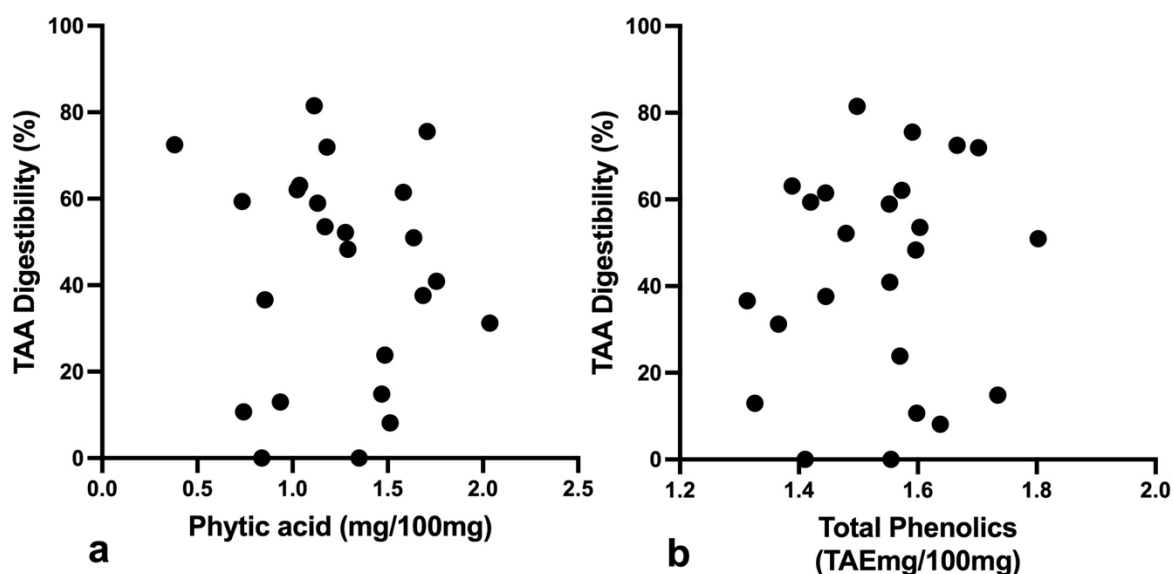 100
80
60
40
20
0
TAA Digestibility (%)
0.0 0.5 1.0 1.5 2.0 2.5
Phytic acid (mg/100mg)
a
100
80
60
40
20
0
TAA Digestibility (%)
1.2 1.4 1.6 1.8 2.0
Total Phenolics
(TAEmg/100mg)
b